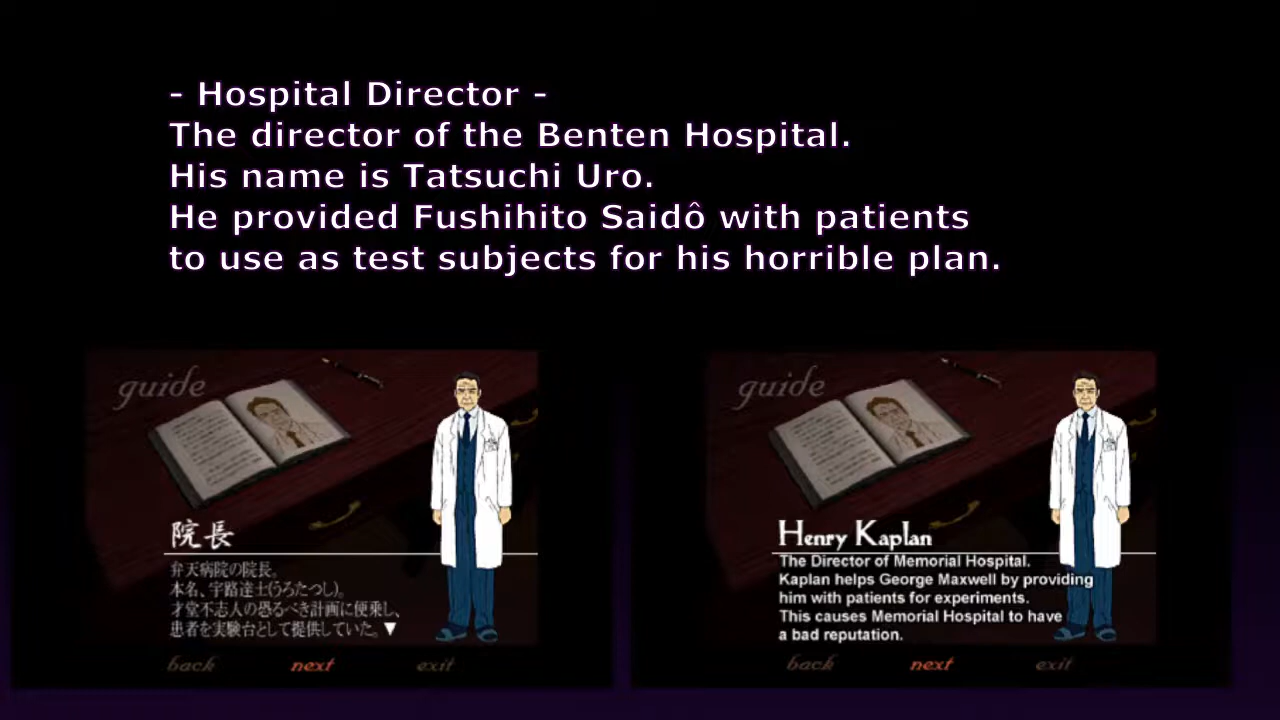 - Hospital Director -
The director of the Benten Hospital.
His name is Tatsuchi Uro.
He provided Fushihito Saidô with patients
to use as test subjects for his horrible plan.
guide
院長
弁天病院の院長。
本名、宇路達士(うろたつし)。
才堂不志人の恐るべき計画に便乗し、
患者を実験台として提供していた。▼
back next exit
guide
Henry Kaplan
The Director of Memorial Hospital.
Kaplan helps George Maxwell by providing
him with patients for experiments.
This causes Memorial Hospital to have
a bad reputation.
back next exit